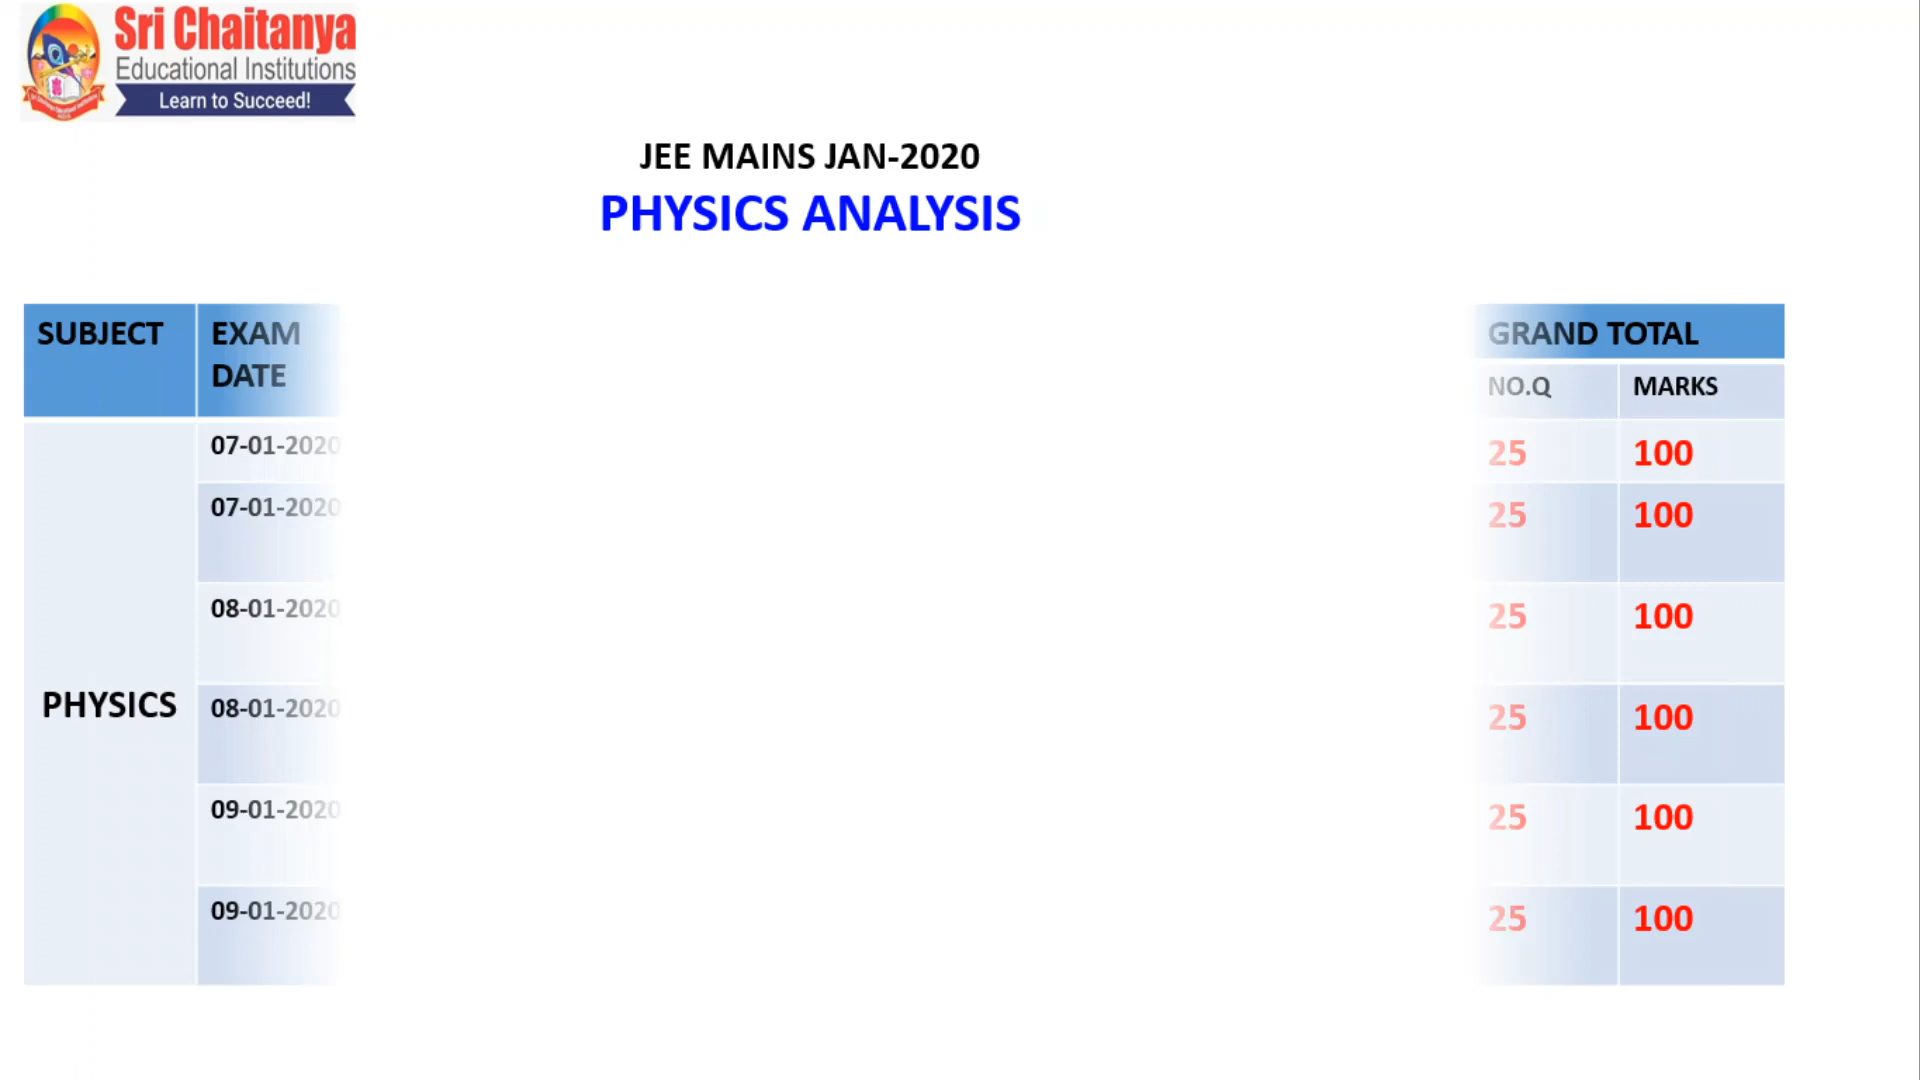 Sri Chaitanya
Educational Institutions
Learn to Succeed!
JEE MAINS JAN-2020
PHYSICS ANALYSIS
SUBJECT EXAM DATE GRAND TOTAL
NO.Q MARKS
PHYSICS
07-01-2020 25 100
07-01-2020 25 100
08-01-2020 25 100
08-01-2020 25 100
09-01-2020 25 100
09-01-2020 25 100